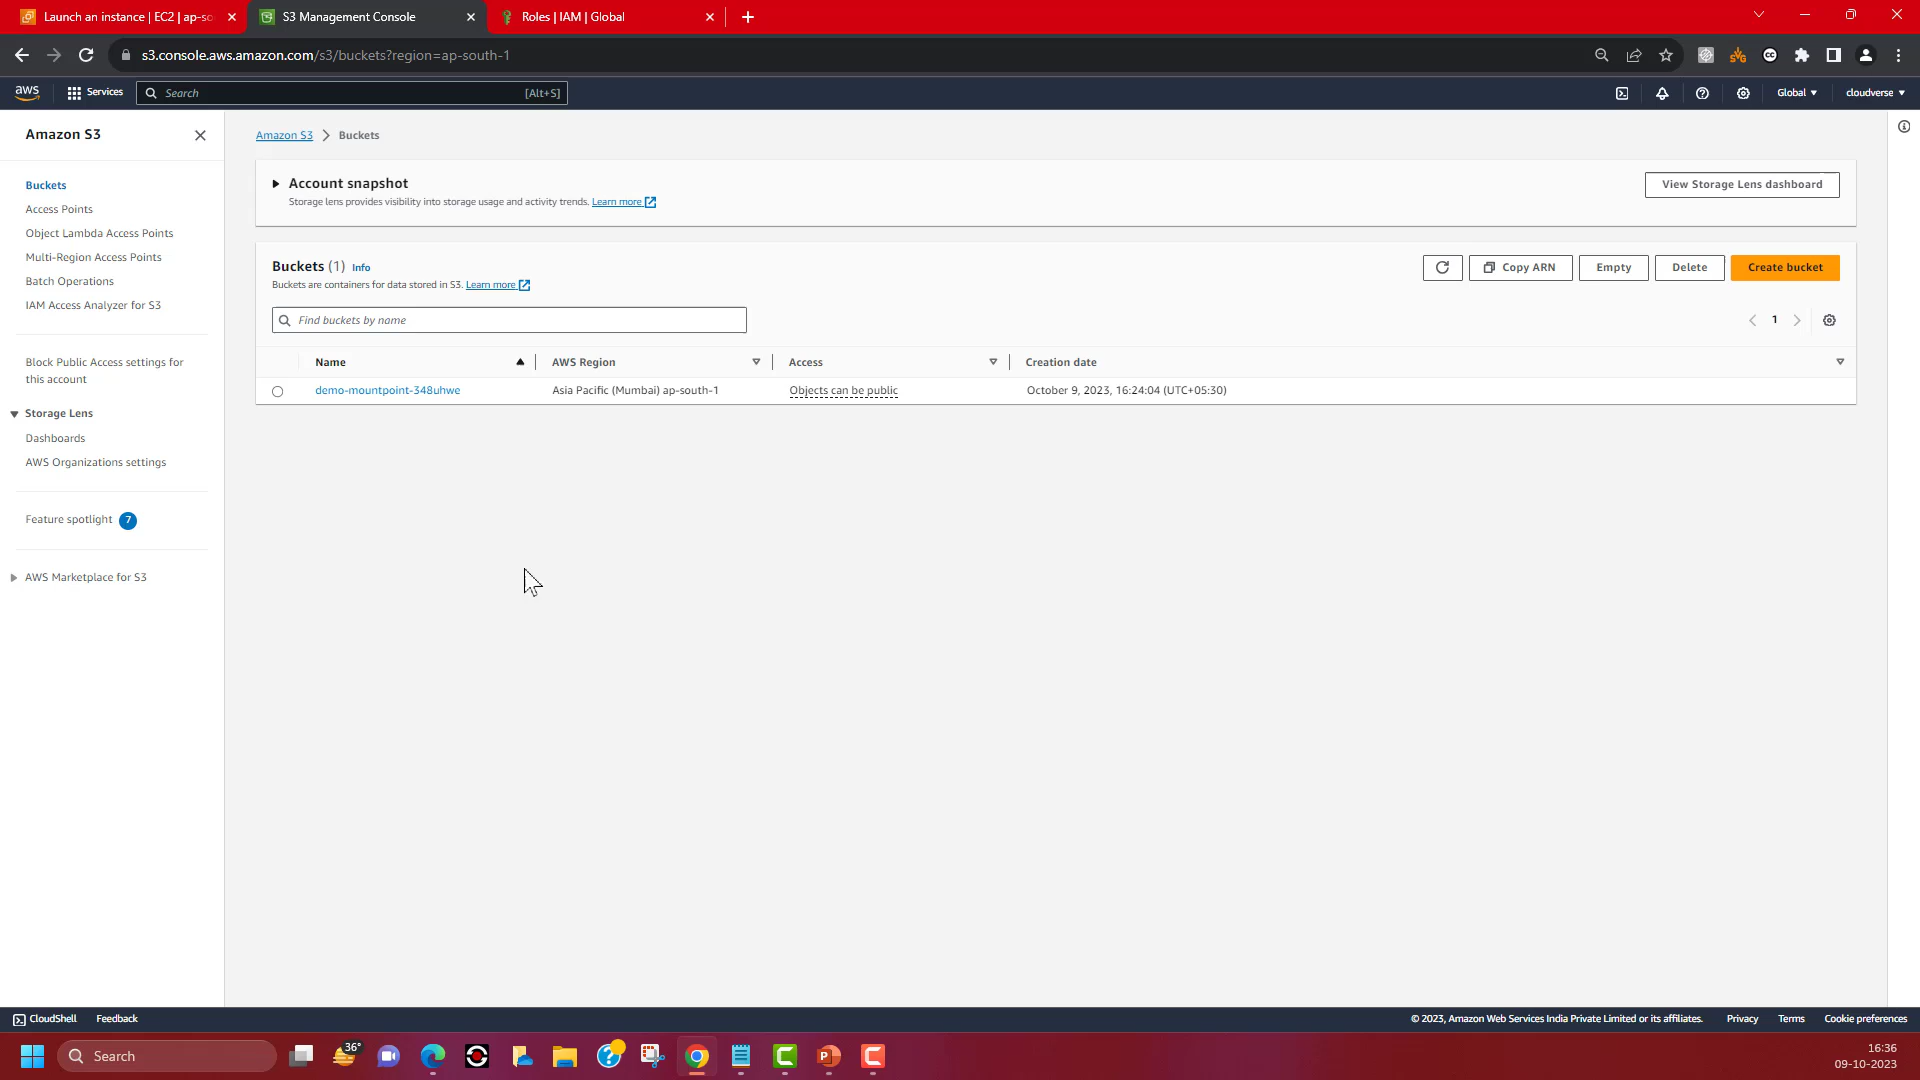 Launch an instance | EC2 | ap-so
S3 Management Console
Roles | IAM | Global
s3.console.aws.amazon.com/s3/buckets?region=ap-south-1
aws
Services
Search
[Alt+S]
Global
cloudverse
Amazon S3
Buckets
Access Points
Object Lambda Access Points
Multi-Region Access Points
Batch Operations
IAM Access Analyzer for S3
Block Public Access settings for
this account
Storage Lens
Dashboards
AWS Organizations settings
Feature spotlight 7
AWS Marketplace for S3
Amazon S3 > Buckets
Account snapshot
Storage lens provides visibility into storage usage and activity trends. Learn more
View Storage Lens dashboard
Buckets (1) Info
Buckets are containers for data stored in S3. Learn more
Copy ARN
Empty
Delete
Create bucket
Find buckets by name
1
Name
AWS Region
Access
Creation date
demo-mountpoint-348uhwe
Asia Pacific (Mumbai) ap-south-1
Objects can be public
October 9, 2023, 16:24:04 (UTC+05:30)
CloudShell
Feedback
© 2023, Amazon Web Services India Private Limited or its affiliates.
Privacy
Terms
Cookie preferences
Search
36°
16:36
09-10-2023